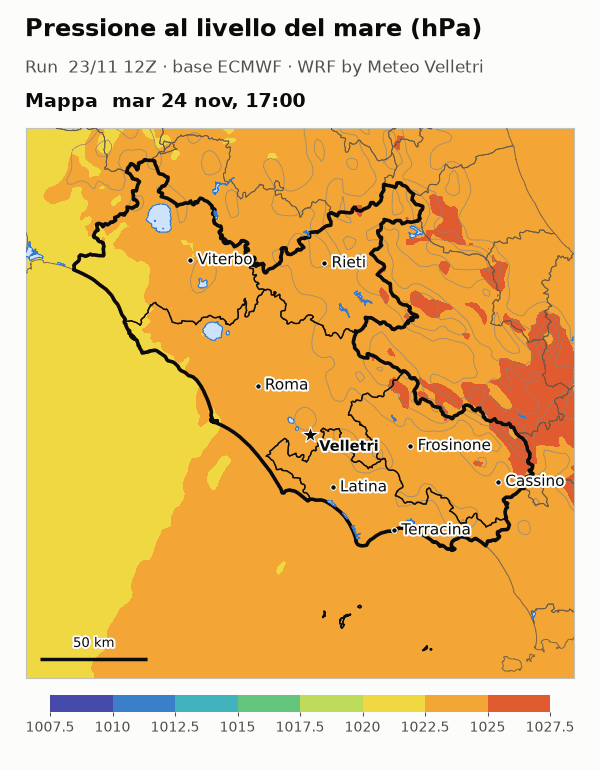 Pressione al livello del mare (hPa)
Run  23/11 12Z · base ECMWF · WRF by Meteo Velletri
Mappa  mar 24 nov, 17:00
Viterbo
Rieti
Roma
Velletri
Frosinone
Latina
Cassino
Terracina
50 km
1007.5 1010 1012.5 1015 1017.5 1020 1022.5 1025 1027.5